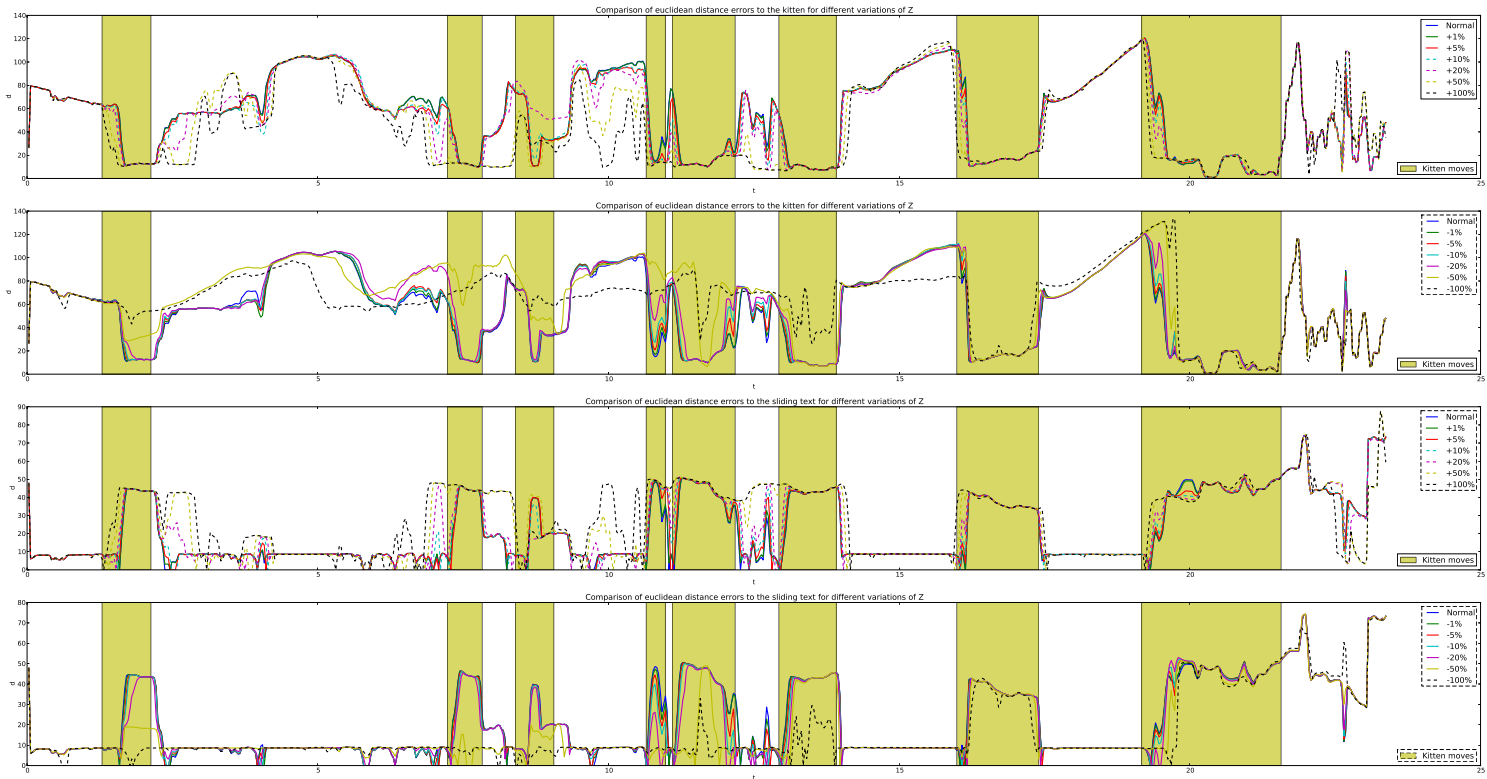 Comparison of euclidean distance errors to the kitten for different variations of Z
140
120
100
80
60
40
20
0
d
0 5 10 15 20 25
t
Normal
+1%
+5%
+10%
+20%
+50%
+100%
Kitten moves
Comparison of euclidean distance errors to the kitten for different variations of Z
140
120
100
80
60
40
20
0
d
0 5 10 15 20 25
t
Normal
-1%
-5%
-10%
-20%
-50%
-100%
Kitten moves
Comparison of euclidean distance errors to the sliding text for different variations of Z
90
80
70
60
50
40
30
20
10
0
d
0 5 10 15 20 25
t
Normal
+1%
+5%
+10%
+20%
+50%
+100%
Kitten moves
Comparison of euclidean distance errors to the sliding text for different variations of Z
80
70
60
50
40
30
20
10
0
d
0 5 10 15 20 25
t
Normal
-1%
-5%
-10%
-20%
-50%
-100%
Kitten moves